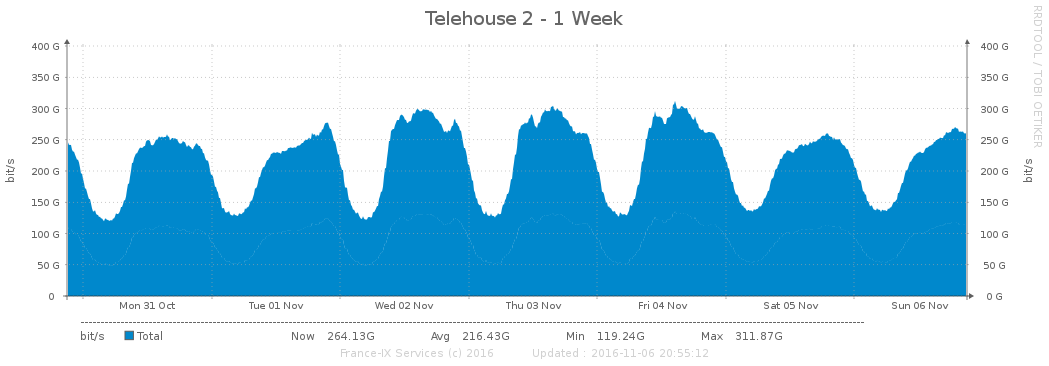 Telehouse 2 - 1 Week
RRDTOOL / TOBI OETIKER
400 G 400 G
350 G 350 G
300 G 300 G
250 G 250 G
200 G 200 G
150 G 150 G
100 G 100 G
50 G 50 G
0 0 G
bit/s
bit/s
Mon 31 Oct Tue 01 Nov Wed 02 Nov Thu 03 Nov Fri 04 Nov Sat 05 Nov Sun 06 Nov
bit/s Total Now 264.13G Avg 216.43G Min 119.24G Max 311.87G
France-IX Services (c) 2016 Updated : 2016-11-06 20:55:12